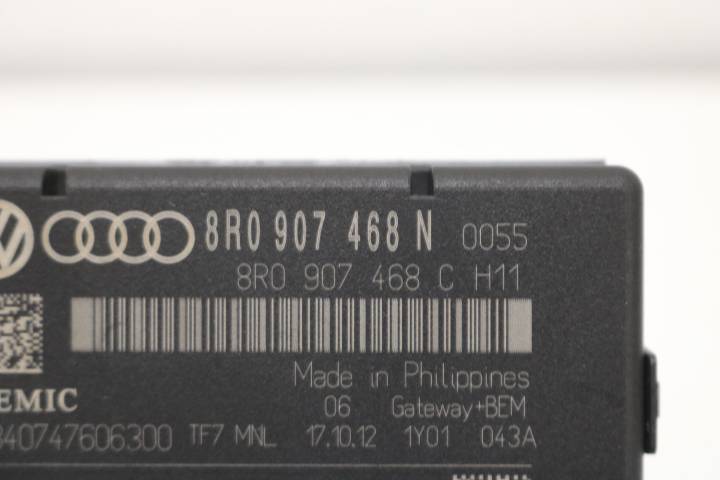 8R0 907 468 N 0055
8R0 907 468 C H11
Made in Philippines
EMIC
06 Gateway+BEM
340747606300 TF7 MNL 17.10.12 1Y01 043A